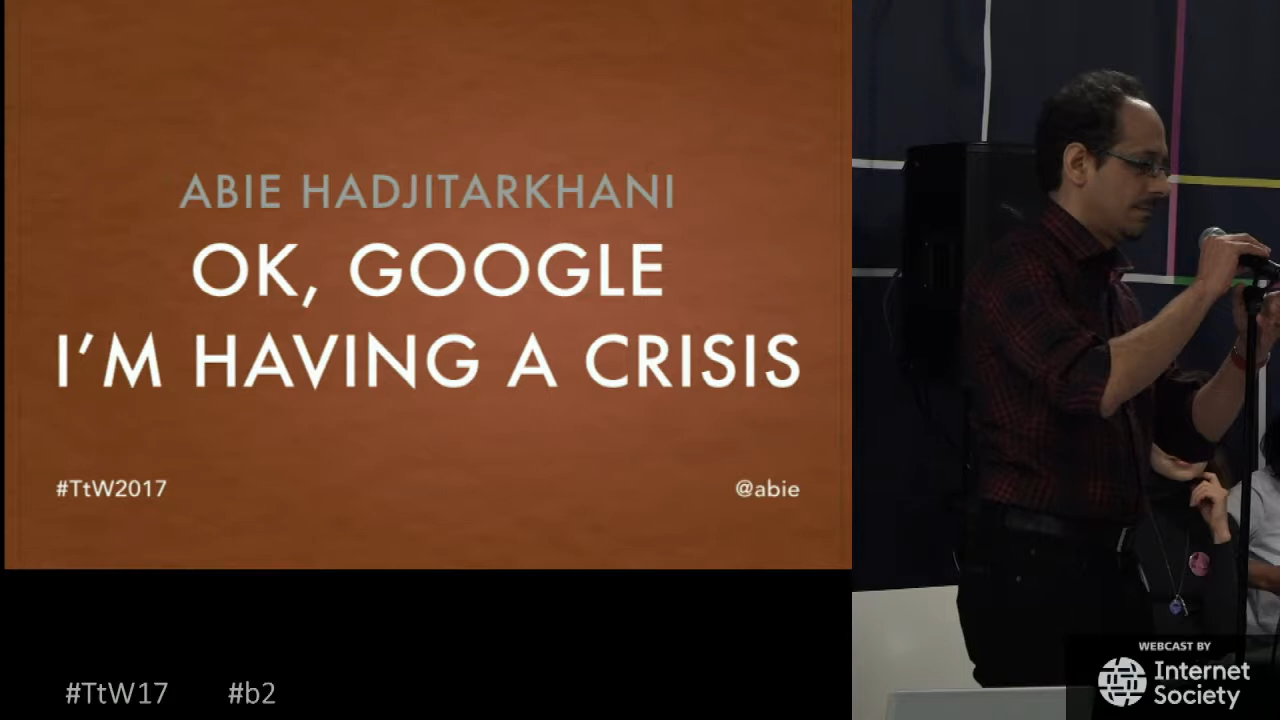 ABIE HADJITARKHANI
OK, GOOGLE
I'M HAVING A CRISIS
#TtW2017
@abie
#TtW17
#b2
WEBCAST BY
Internet
Society